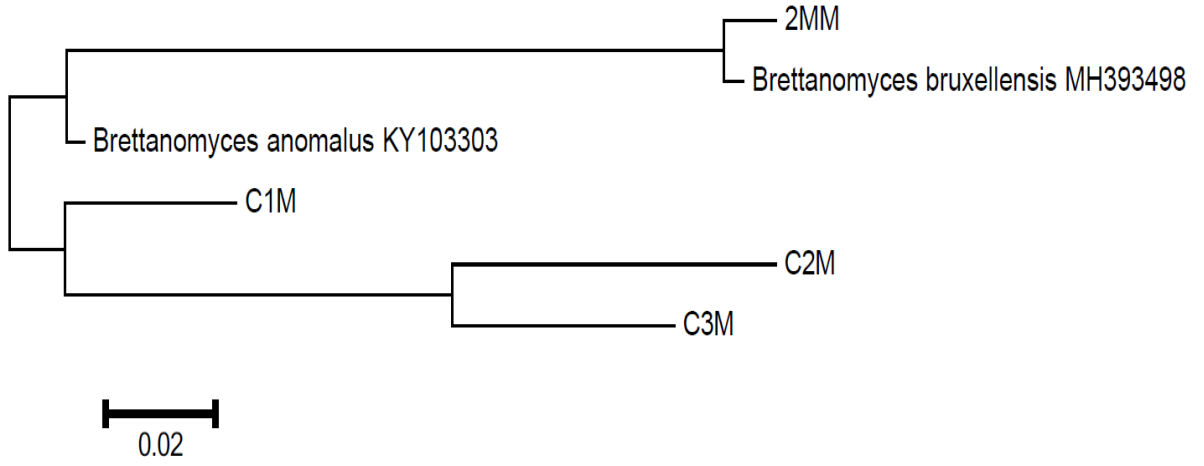 2MM
Brettanomyces bruxellensis MH393498
Brettanomyces anomalus KY103303
C1M
C2M
C3M
0.02